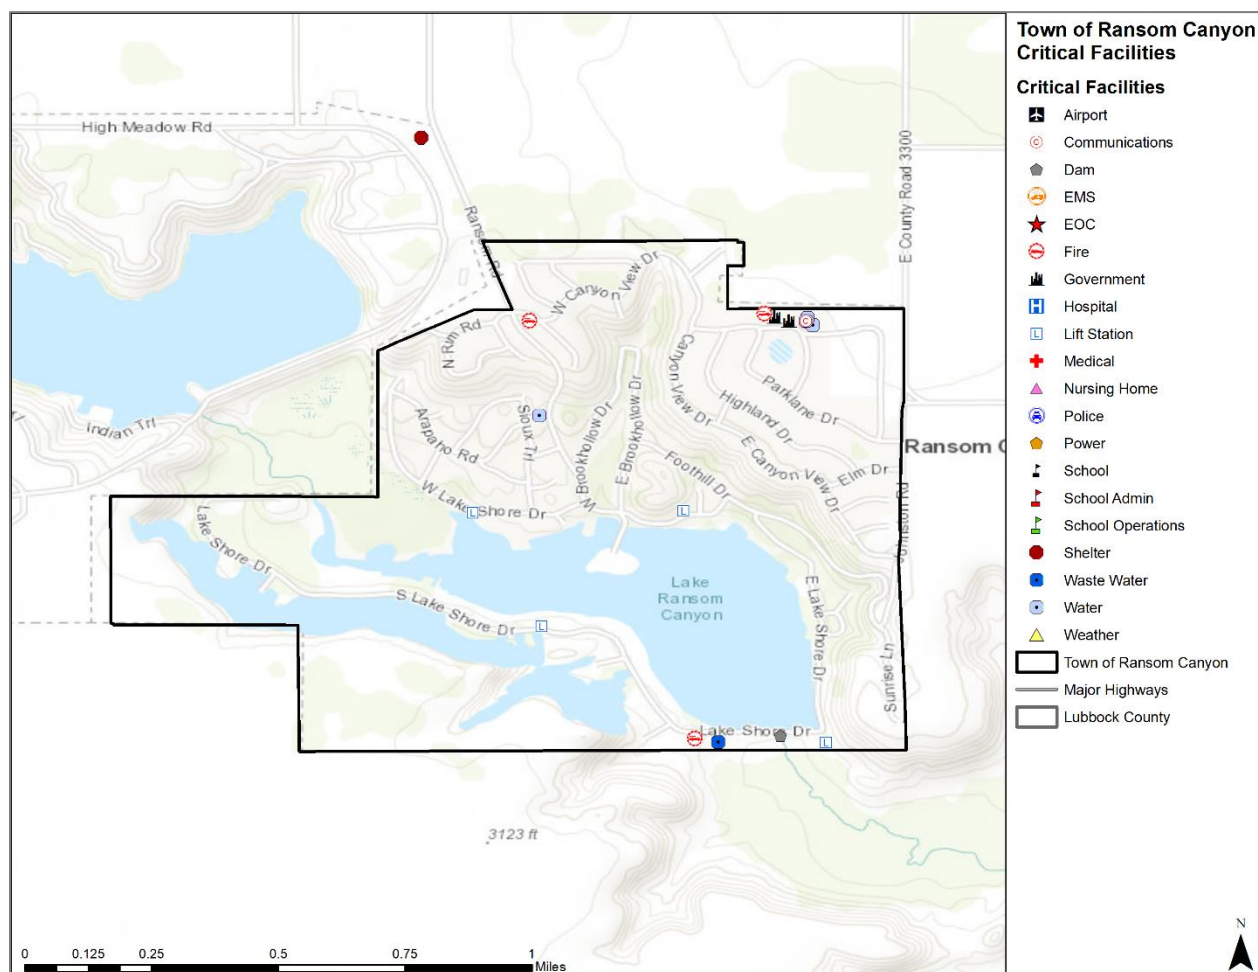 High Meadow Rd
Ransom Rd
E County Road 3300
W Canyon View Dr
N Rim Rd
Canyon View Dr
Parklane Dr
Highland Dr
E Canyon View Dr
Elm Dr
Ransom C
Indian Trl
Arapaho Rd
Sioux Trl
W Brookhollow Dr
E Brookhollow Dr
Foothill Dr
W Lake Shore Dr
Johnston Rd
Lake Shore Dr
S Lake Shore Dr
Lake
Ransom
Canyon
E Lake Shore Dr
Sunrise Ln
Lake Shore Dr
3123 ft
L
L
L
L
C
0 0.125 0.25 0.5 0.75 1
Miles
Town of Ransom Canyon
Critical Facilities
Critical Facilities
Airport
C Communications
Dam
EMS
EOC
Fire
Government
H Hospital
L Lift Station
Medical
Nursing Home
Police
Power
School
School Admin
School Operations
Shelter
Waste Water
Water
Weather
Town of Ransom Canyon
Major Highways
Lubbock County
N